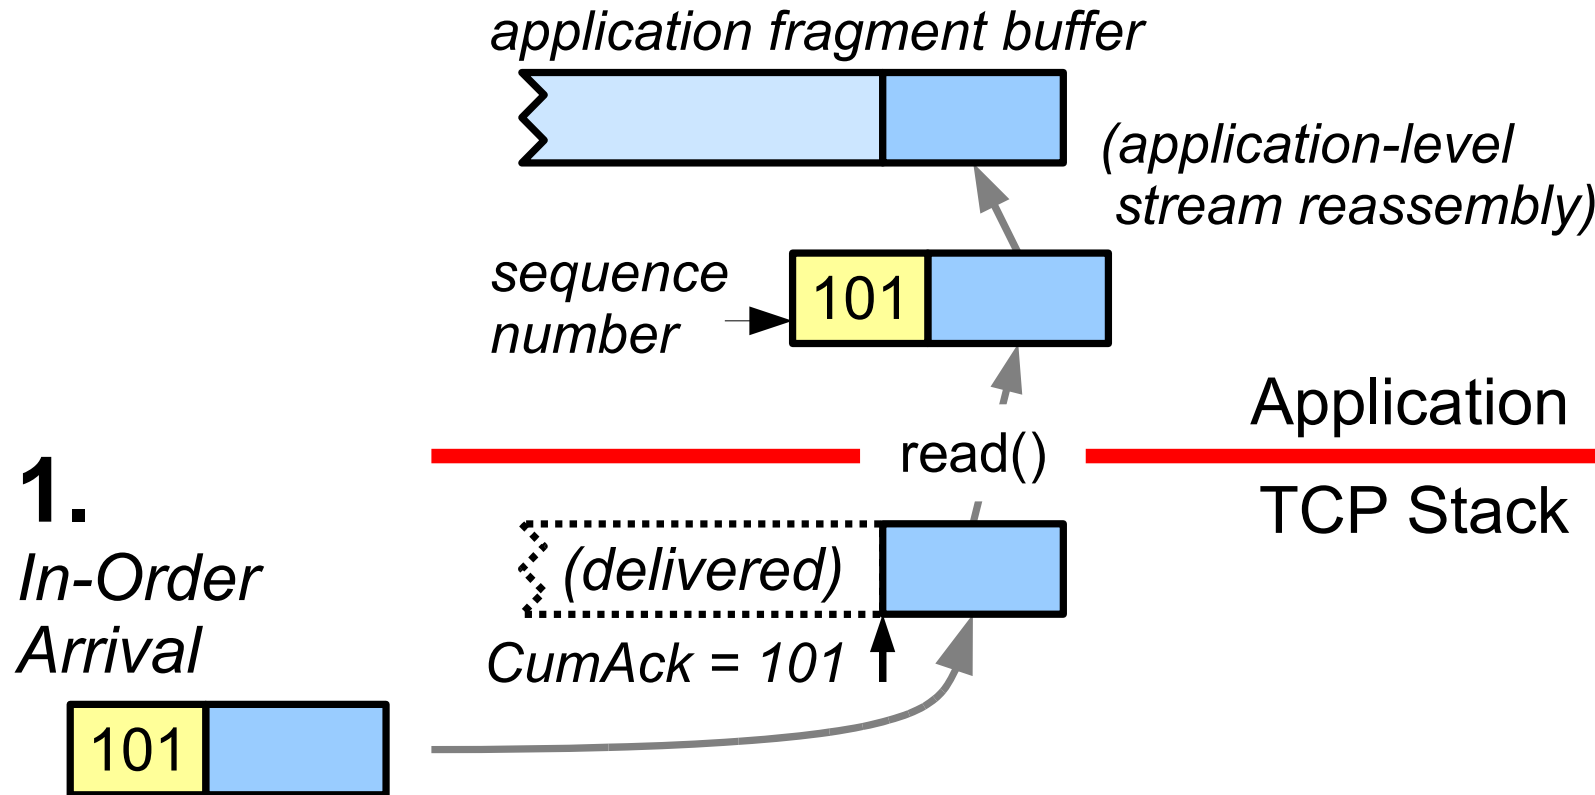 application fragment buffer
(application-level
stream reassembly)
sequence
number
101
Application
read()
TCP Stack
1.
In-Order
Arrival
(delivered)
CumAck = 101
101